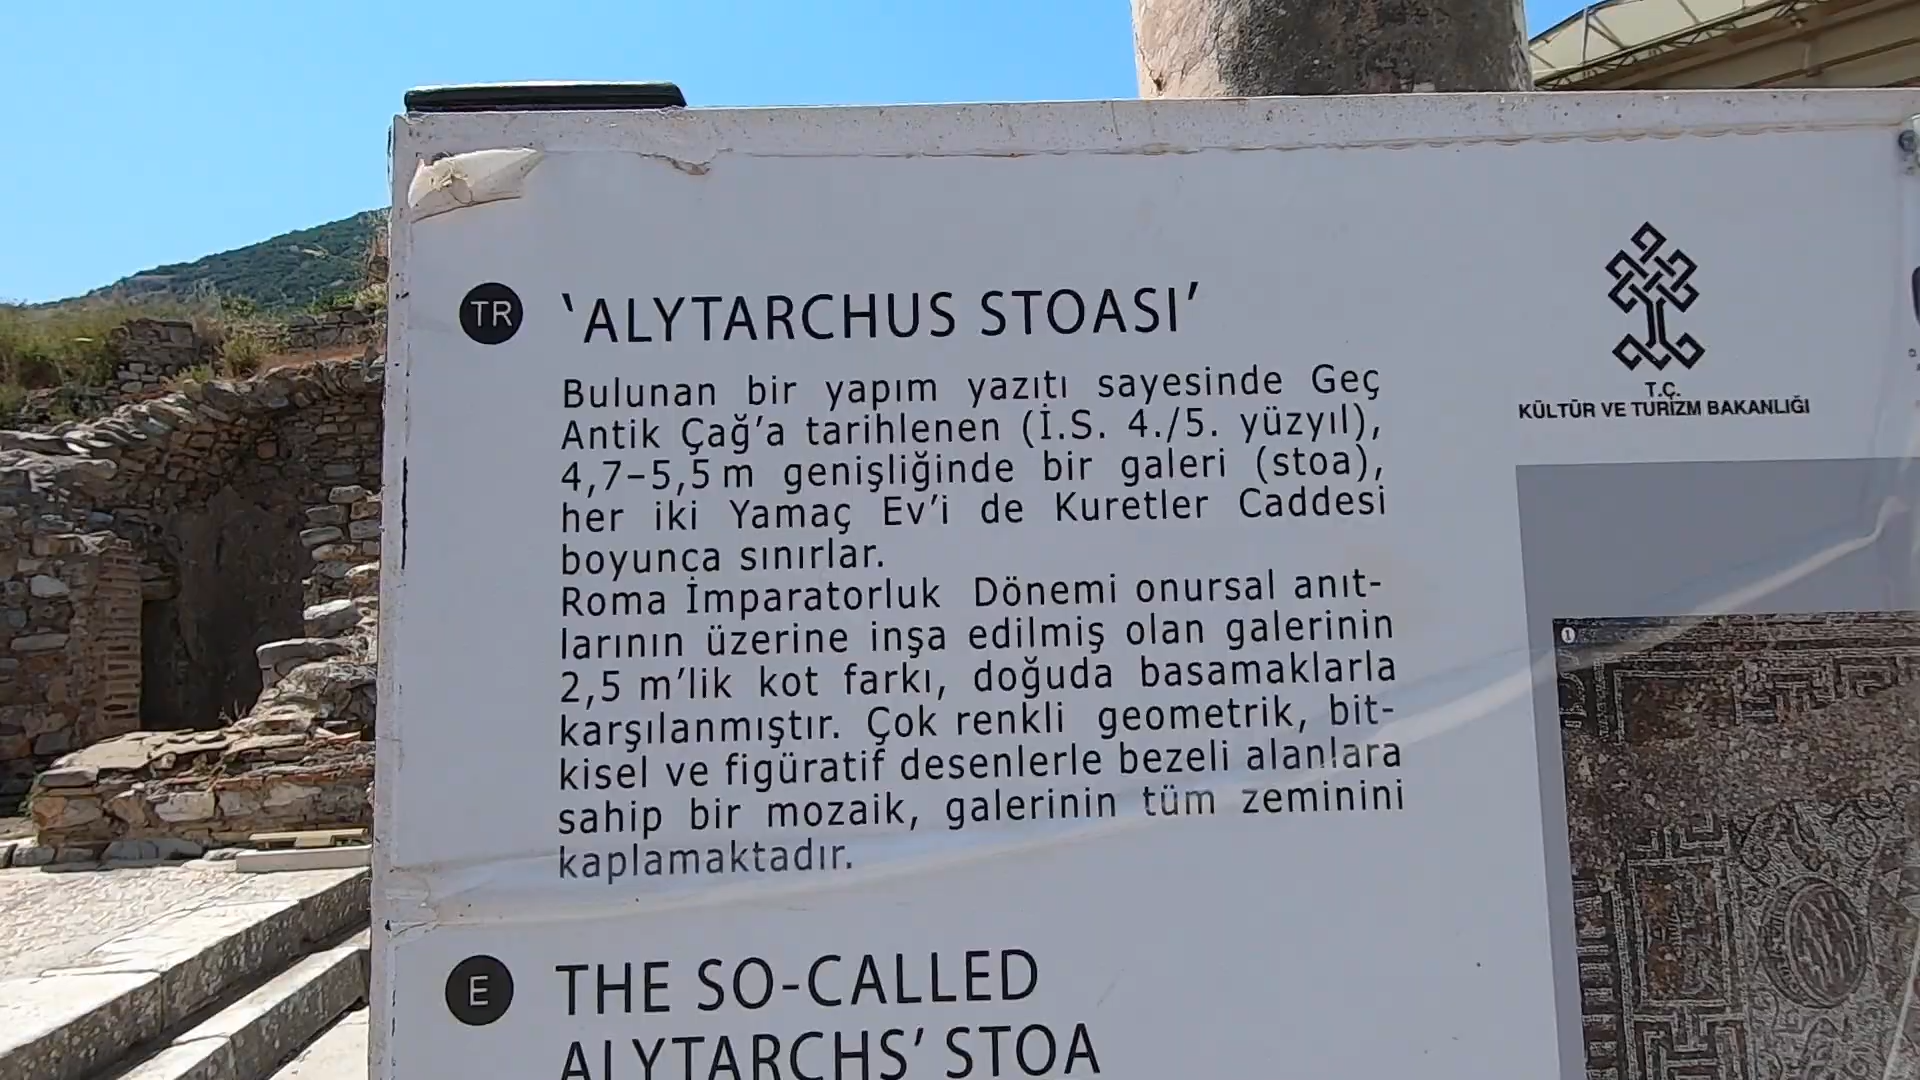 TR 'ALYTARCHUS STOASI'
Bulunan bir yapım yazıtı sayesinde Geç
Antik Çağ'a tarihlenen (İ.S. 4./5. yüzyıl),
4,7–5,5 m genişliğinde bir galeri (stoa),
her iki Yamaç Ev'i de Kuretler Caddesi
boyunca sınırlar.
Roma İmparatorluk Dönemi onursal anıt-
larının üzerine inşa edilmiş olan galerinin
2,5 m'lik kot farkı, doğuda basamaklarla
karşılanmıştır. Çok renkli geometrik, bit-
kisel ve figüratif desenlerle bezeli alanlara
sahip bir mozaik, galerinin tüm zeminini
kaplamaktadır.
E THE SO-CALLED
ALYTARCHS' STOA
T.Ç.
KÜLTÜR VE TURİZM BAKANLIĞI
1